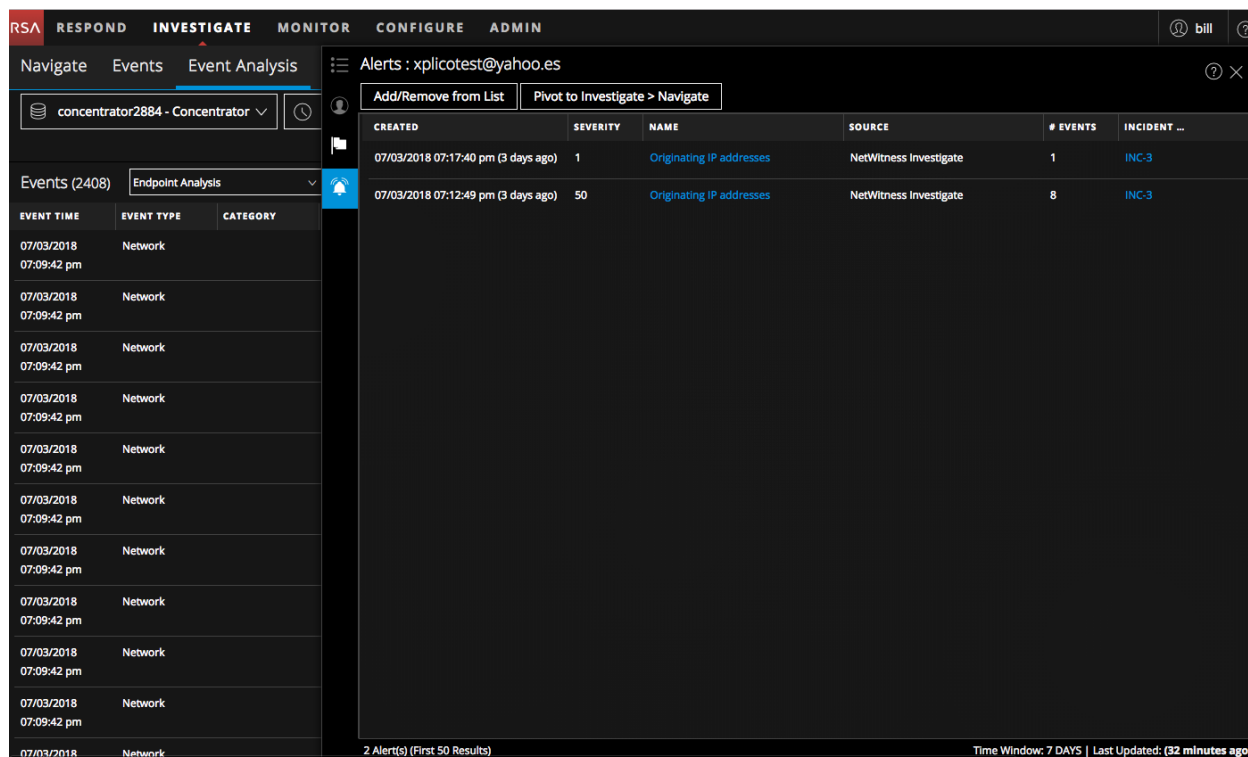 RSA RESPOND INVESTIGATE MONITOR CONFIGURE ADMIN bill ?
Navigate Events Event Analysis
concentrator2884 - Concentrator
Events (2408) Endpoint Analysis
EVENT TIME EVENT TYPE CATEGORY
07/03/2018 Network
07:09:42 pm
07/03/2018 Network
07:09:42 pm
07/03/2018 Network
07:09:42 pm
07/03/2018 Network
07:09:42 pm
07/03/2018 Network
07:09:42 pm
07/03/2018 Network
07:09:42 pm
07/03/2018 Network
07:09:42 pm
07/03/2018 Network
07:09:42 pm
07/03/2018 Network
07:09:42 pm
07/03/2018 Network
07:09:42 pm
07/03/2018 Network
Alerts : xplicotest@yahoo.es ?
Add/Remove from List Pivot to Investigate > Navigate
CREATED SEVERITY NAME SOURCE # EVENTS INCIDENT ...
07/03/2018 07:17:40 pm (3 days ago) 1 Originating IP addresses NetWitness Investigate 1 INC-3
07/03/2018 07:12:49 pm (3 days ago) 50 Originating IP addresses NetWitness Investigate 8 INC-3
2 Alert(s) (First 50 Results) Time Window: 7 DAYS | Last Updated: (32 minutes ago